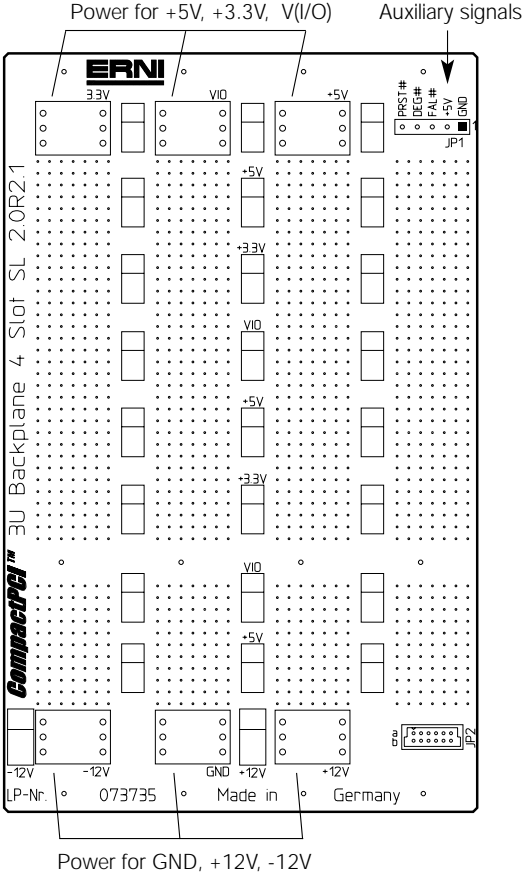 Power for +5V, +3.3V, V(I/O)
Auxiliary signals
ERNI
3.3V
VIO
+5V
PRST#
DEG#
FAL#
+5V
GND
1
JP1
+5V
+3.3V
VIO
+5V
+3.3V
VIO
+5V
3U Backplane 4 Slot SL 2.0R2.1
CompactPCI™
a
b
JP2
-12V
-12V
GND
+12V
+12V
LP-Nr. 073735 Made in Germany
Power for GND, +12V, -12V